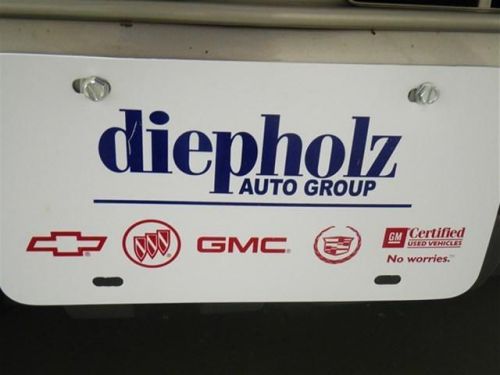 diepholz
AUTO GROUP
GMC
GM Certified
USED VEHICLES
No worries.